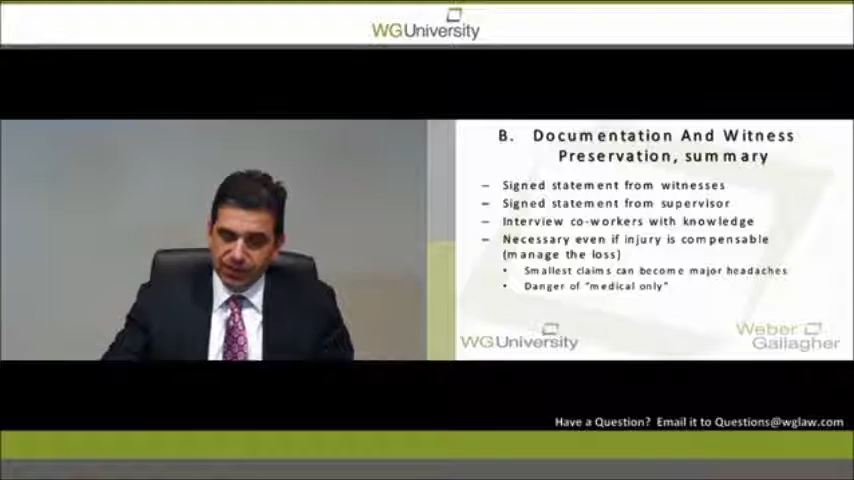 WGUniversity
B. Documentation And Witness
Preservation, summary
– Signed statement from witnesses
– Signed statement from supervisor
– Interview co-workers with knowledge
– Necessary even if injury is compensable
(manage the loss)
• Smallest claims can become major headaches
• Danger of "medical only"
WGUniversity
Weber
Gallagher
Have a Question? Email it to Questions@wglaw.com